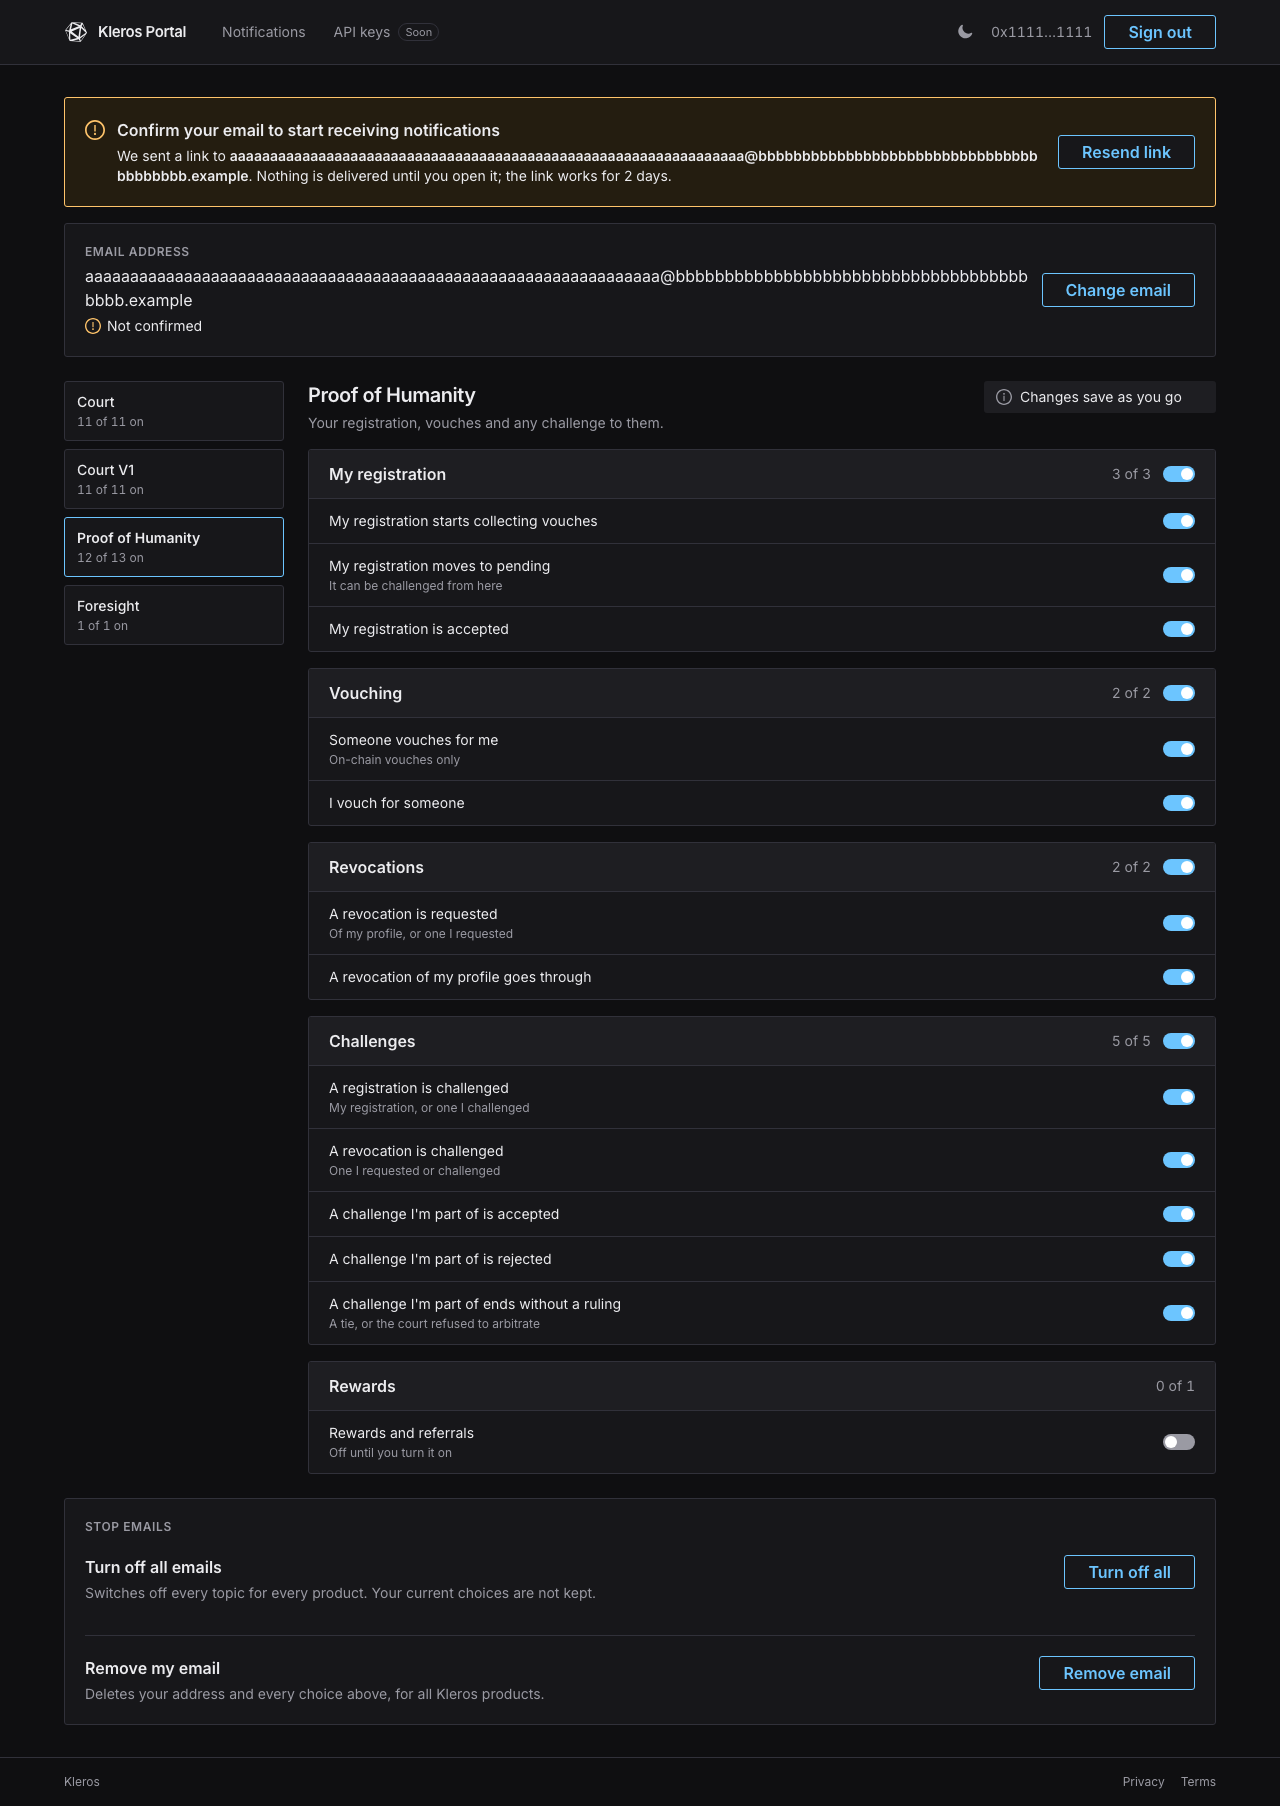 Kleros Portal
Notifications
API keys
Soon
0x1111...1111
Sign out
Confirm your email to start receiving notifications
We sent a link to aaaaaaaaaaaaaaaaaaaaaaaaaaaaaaaaaaaaaaaaaaaaaaaaaaaaaaaaaaaaaaaa@bbbbbbbbbbbbbbbbbbbbbbbbbbbbbbbb
bbbbbbbb.example. Nothing is delivered until you open it; the link works for 2 days.
Resend link
EMAIL ADDRESS
aaaaaaaaaaaaaaaaaaaaaaaaaaaaaaaaaaaaaaaaaaaaaaaaaaaaaaaaaaaaaaaa@bbbbbbbbbbbbbbbbbbbbbbbbbbbbbbbbbbbb
bbbb.example
Not confirmed
Change email
Court
11 of 11 on
Court V1
11 of 11 on
Proof of Humanity
12 of 13 on
Foresight
1 of 1 on
Proof of Humanity
Your registration, vouches and any challenge to them.
Changes save as you go
My registration
3 of 3
My registration starts collecting vouches
My registration moves to pending
It can be challenged from here
My registration is accepted
Vouching
2 of 2
Someone vouches for me
On-chain vouches only
I vouch for someone
Revocations
2 of 2
A revocation is requested
Of my profile, or one I requested
A revocation of my profile goes through
Challenges
5 of 5
A registration is challenged
My registration, or one I challenged
A revocation is challenged
One I requested or challenged
A challenge I'm part of is accepted
A challenge I'm part of is rejected
A challenge I'm part of ends without a ruling
A tie, or the court refused to arbitrate
Rewards
0 of 1
Rewards and referrals
Off until you turn it on
STOP EMAILS
Turn off all emails
Switches off every topic for every product. Your current choices are not kept.
Turn off all
Remove my email
Deletes your address and every choice above, for all Kleros products.
Remove email
Kleros
Privacy
Terms